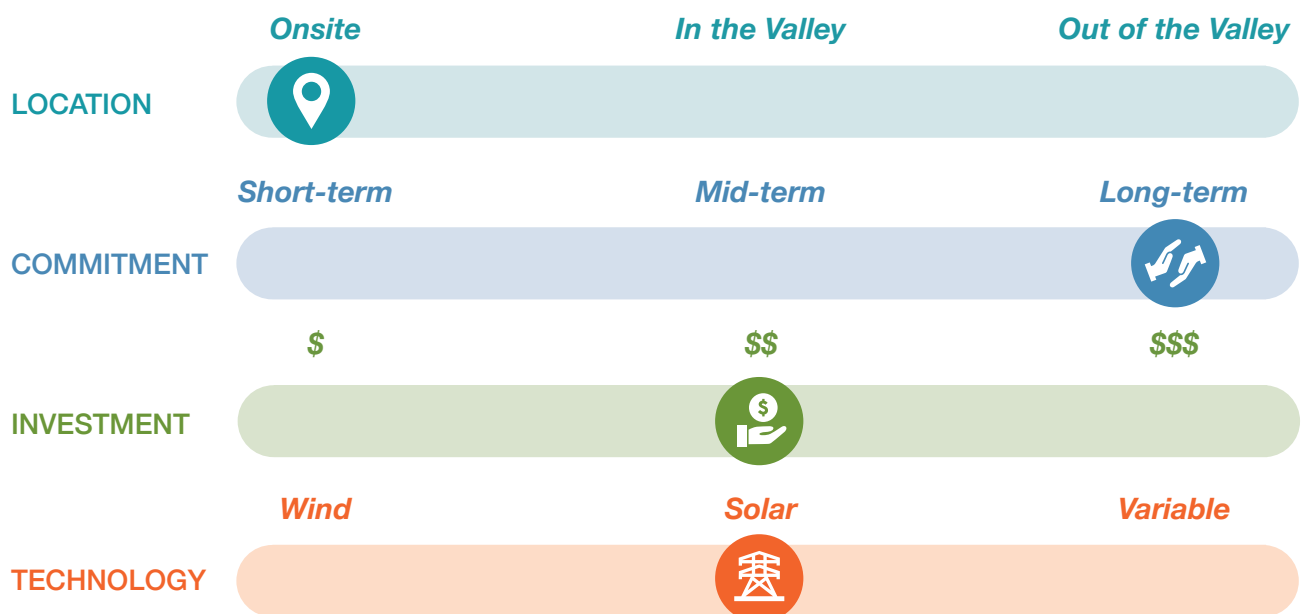 Onsite In the Valley Out of the Valley
LOCATION
Short-term Mid-term Long-term
COMMITMENT
$ $$ $$$
$
INVESTMENT
Wind Solar Variable
TECHNOLOGY